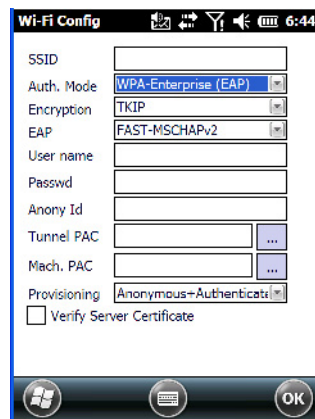 Wi-Fi Config 6:44
SSID
Auth. Mode WPA-Enterprise (EAP)
Encryption TKIP
EAP FAST-MSCHAPv2
User name
Passwd
Anony Id
Tunnel PAC ...
Mach. PAC ...
Provisioning Anonymous+Authenticate
Verify Server Certificate
OK